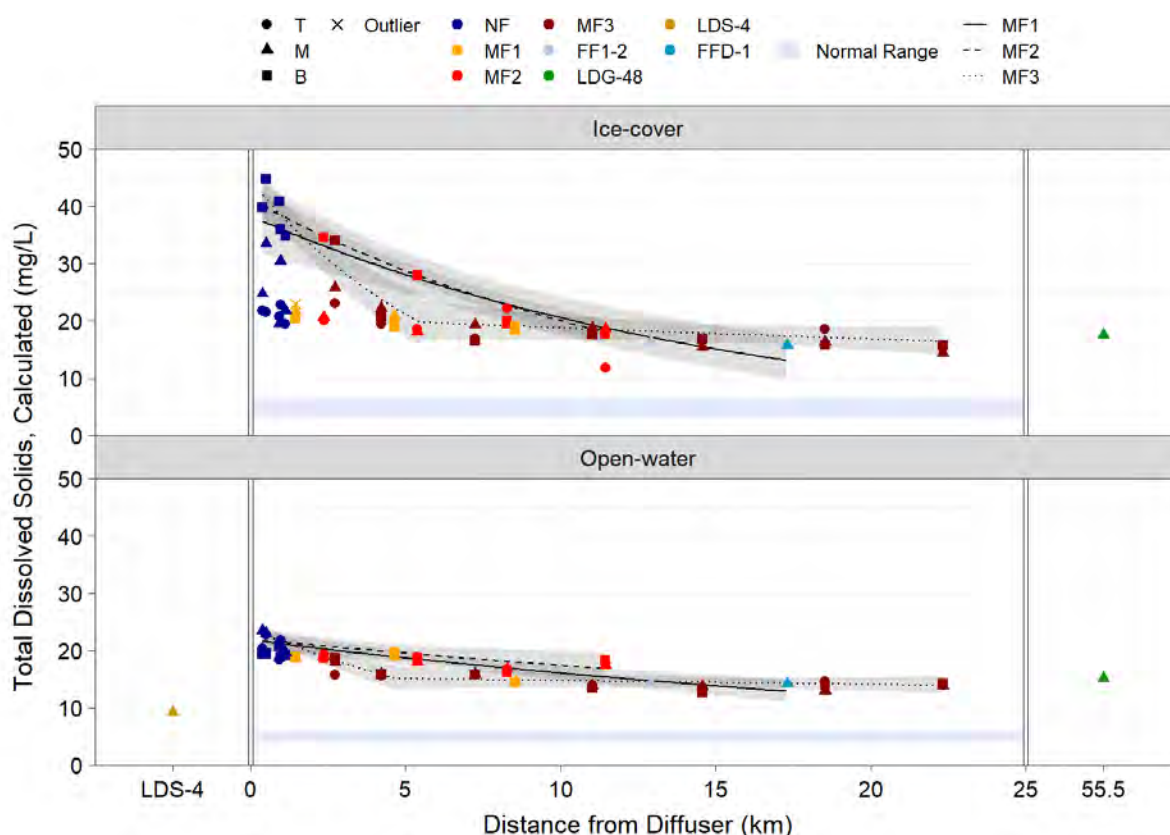 T × Outlier NF MF3 LDS-4 MF1
M MF1 FF1-2 FFD-1 Normal Range MF2
B MF2 LDG-48 MF3
Ice-cover
50
40
30
20
10
0
Open-water
50
40
30
20
10
0
Total Dissolved Solids, Calculated (mg/L)
LDS-4 0 5 10 15 20 25 55.5
Distance from Diffuser (km)